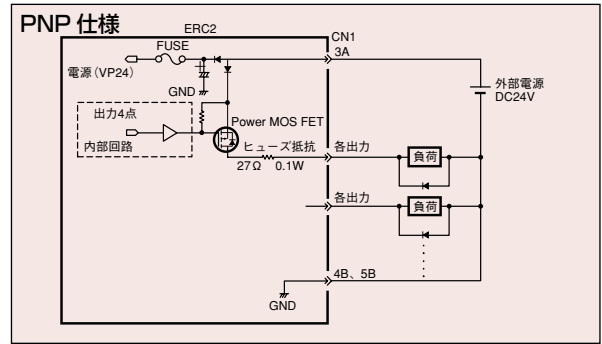 PNP 仕様
ERC2
CN1
FUSE
3A
電源(VP24)
外部電源
DC24V
GND
出力4点
Power MOS FET
内部回路
ヒューズ抵抗
各出力
負荷
27Ω 0.1W
各出力
負荷
4B、5B
GND